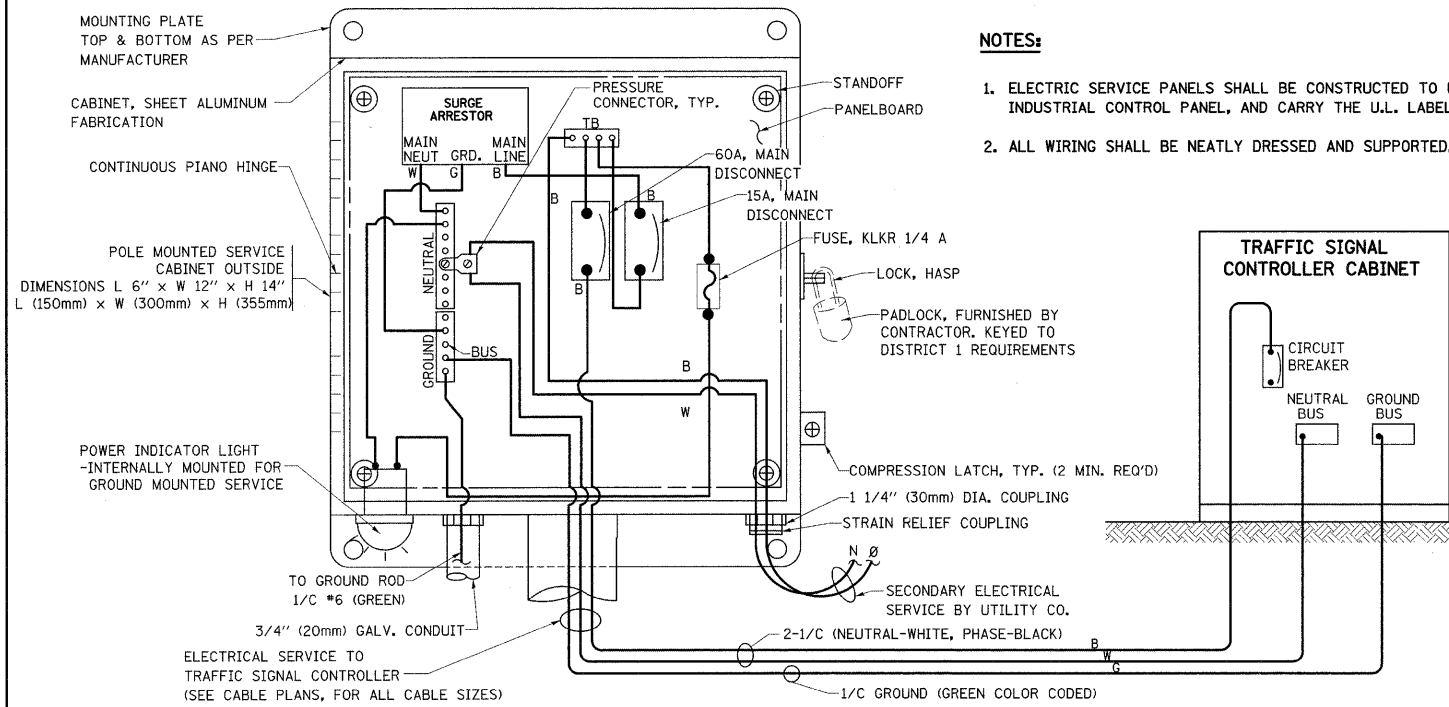 MOUNTING PLATE
TOP & BOTTOM AS PER
MANUFACTURER
CABINET, SHEET ALUMINUM
FABRICATION
CONTINUOUS PIANO HINGE
POLE MOUNTED SERVICE
CABINET OUTSIDE
DIMENSIONS L 6" x W 12" x H 14"
L (150mm) x W (300mm) x H (355mm)
POWER INDICATOR LIGHT
-INTERNALLY MOUNTED FOR
GROUND MOUNTED SERVICE
SURGE
ARRESTOR
MAIN
NEUT
GRD.
MAIN
LINE
W
G
B
PRESSURE
CONNECTOR, TYP.
TB
STANDOFF
PANELBOARD
60A, MAIN
DISCONNECT
15A, MAIN
DISCONNECT
B
B
B
FUSE, KLKR 1/4 A
NEUTRAL
GROUND
BUS
B
W
LOCK, HASP
PADLOCK, FURNISHED BY
CONTRACTOR. KEYED TO
DISTRICT 1 REQUIREMENTS
COMPRESSION LATCH, TYP. (2 MIN. REQ'D)
1 1/4" (30mm) DIA. COUPLING
STRAIN RELIEF COUPLING
N Ø
SECONDARY ELECTRICAL
SERVICE BY UTILITY CO.
TO GROUND ROD
1/C #6 (GREEN)
3/4" (20mm) GALV. CONDUIT
ELECTRICAL SERVICE TO
TRAFFIC SIGNAL CONTROLLER
(SEE CABLE PLANS, FOR ALL CABLE SIZES)
2-1/C (NEUTRAL-WHITE, PHASE-BLACK)
B
W
G
1/C GROUND (GREEN COLOR CODED)
NOTES:
1. ELECTRIC SERVICE PANELS SHALL BE CONSTRUCTED TO
INDUSTRIAL CONTROL PANEL, AND CARRY THE U.L. LABEL
2. ALL WIRING SHALL BE NEATLY DRESSED AND SUPPORTED.
TRAFFIC SIGNAL
CONTROLLER CABINET
CIRCUIT
BREAKER
NEUTRAL
BUS
GROUND
BUS